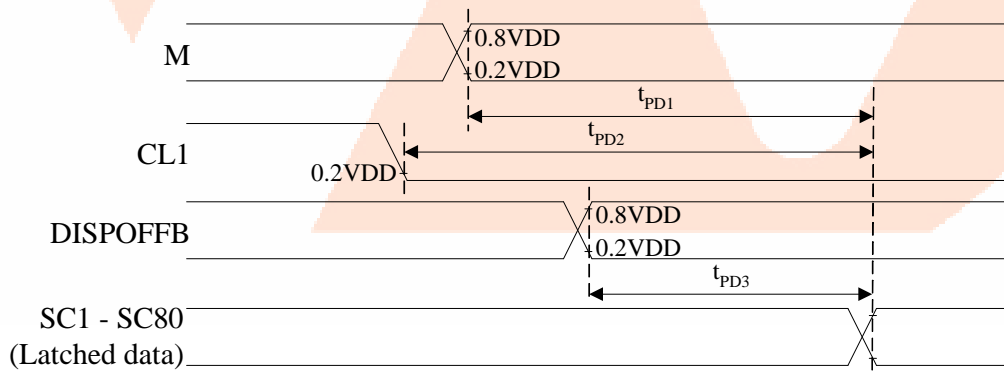 M
0.8VDD
0.2VDD
tPD1
CL1
0.2VDD
tPD2
DISPOFFB
0.8VDD
0.2VDD
tPD3
SC1 - SC80
(Latched data)